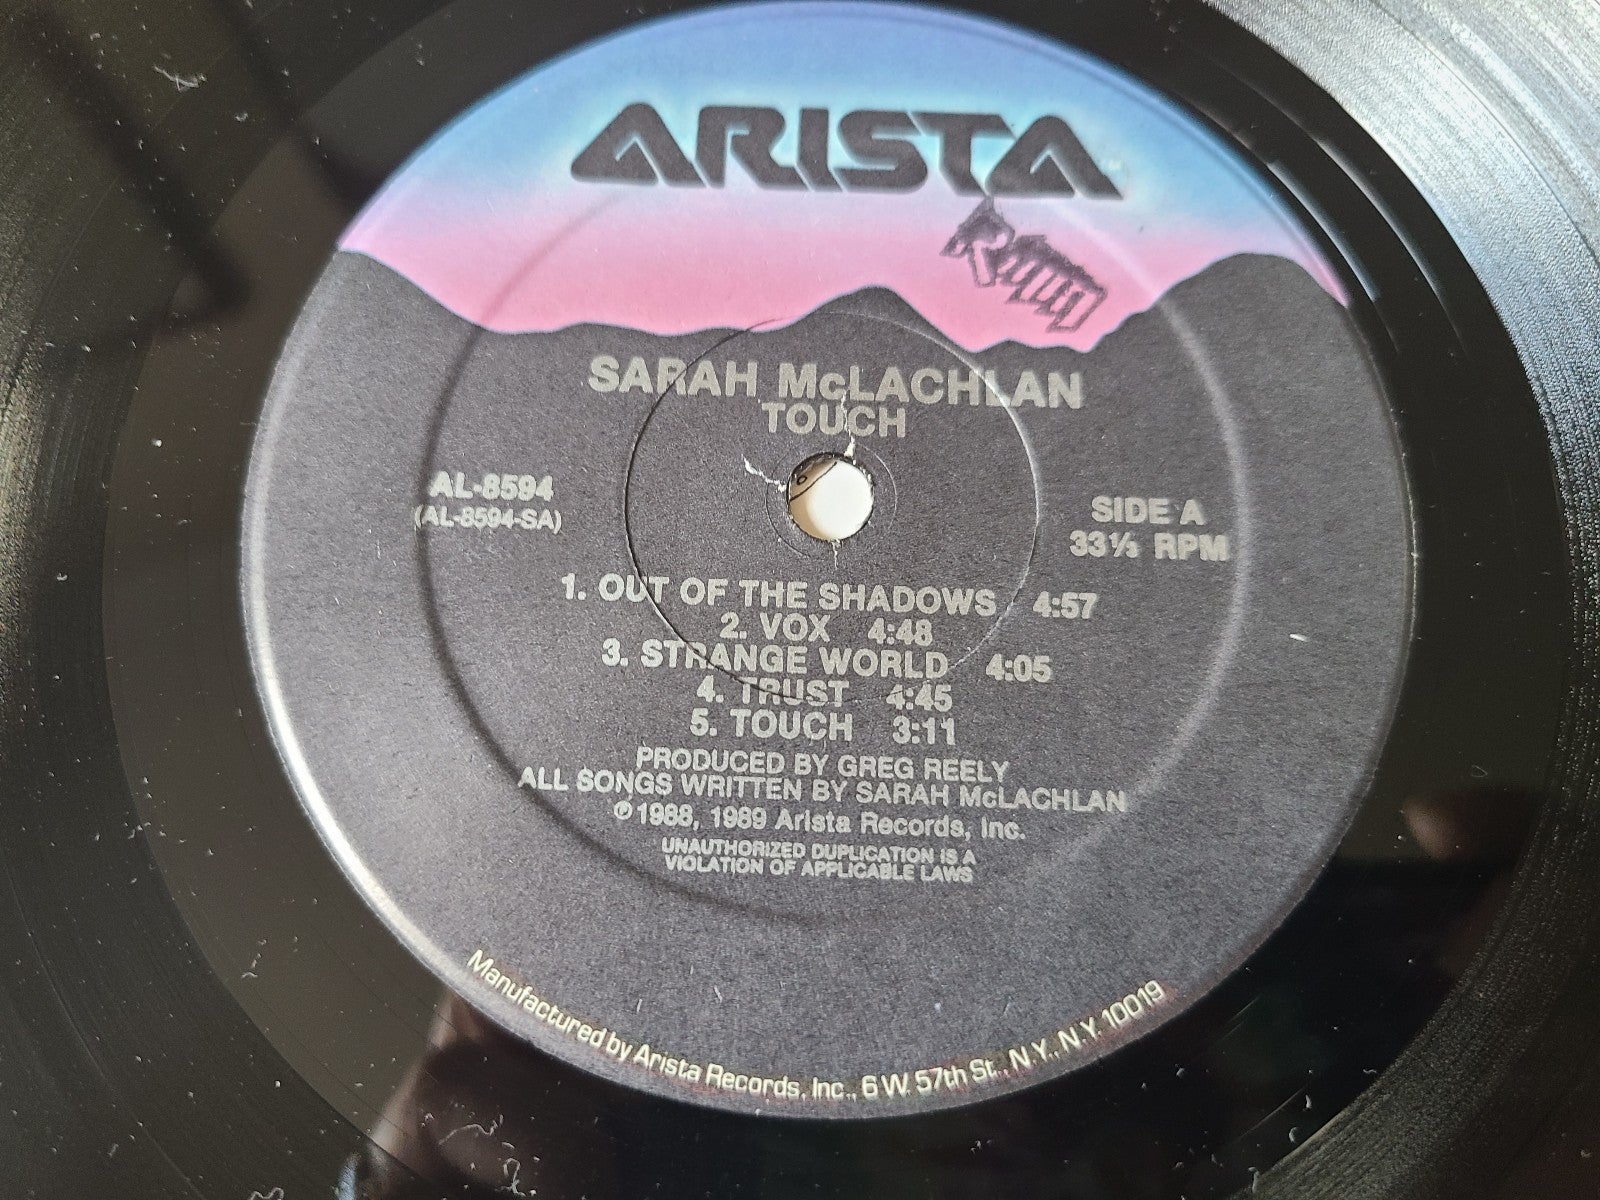 ARISTA
SARAH McLACHLAN
TOUCH
AL-8594
(AL-8594-SA)
SIDE A
33⅓ RPM
1. OUT OF THE SHADOWS 4:57
2. VOX 4:48
3. STRANGE WORLD 4:05
4. TRUST 4:45
5. TOUCH 3:11
PRODUCED BY GREG REELY
ALL SONGS WRITTEN BY SARAH McLACHLAN
℗1988, 1989 Arista Records, Inc.
UNAUTHORIZED DUPLICATION IS A
VIOLATION OF APPLICABLE LAWS
Manufactured by Arista Records, Inc., 6 W. 57th St., N.Y., N.Y. 10019